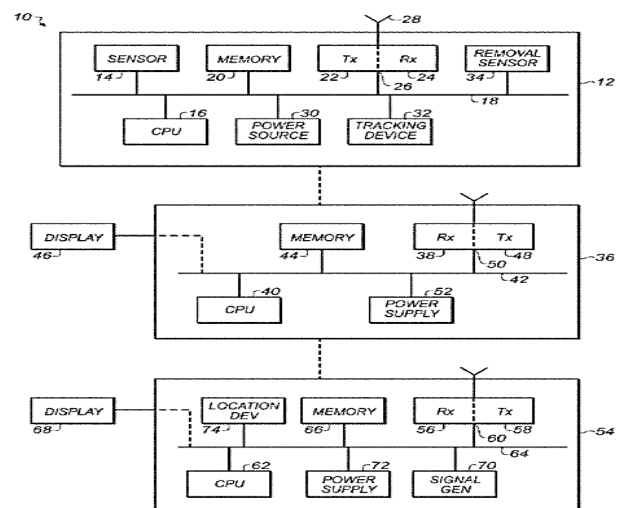 10
28
SENSOR MEMORY Tx Rx REMOVAL SENSOR
14 20 22 24 34
26
12
18
16 30 32
CPU POWER SOURCE TRACKING DEVICE
DISPLAY MEMORY Rx Tx
46 44 38 48
50
36
42
40 52
CPU POWER SUPPLY
DISPLAY LOCATION DEV MEMORY Rx Tx
68 74 66 56 58
60
54
64
62 72 70
CPU POWER SUPPLY SIGNAL GEN